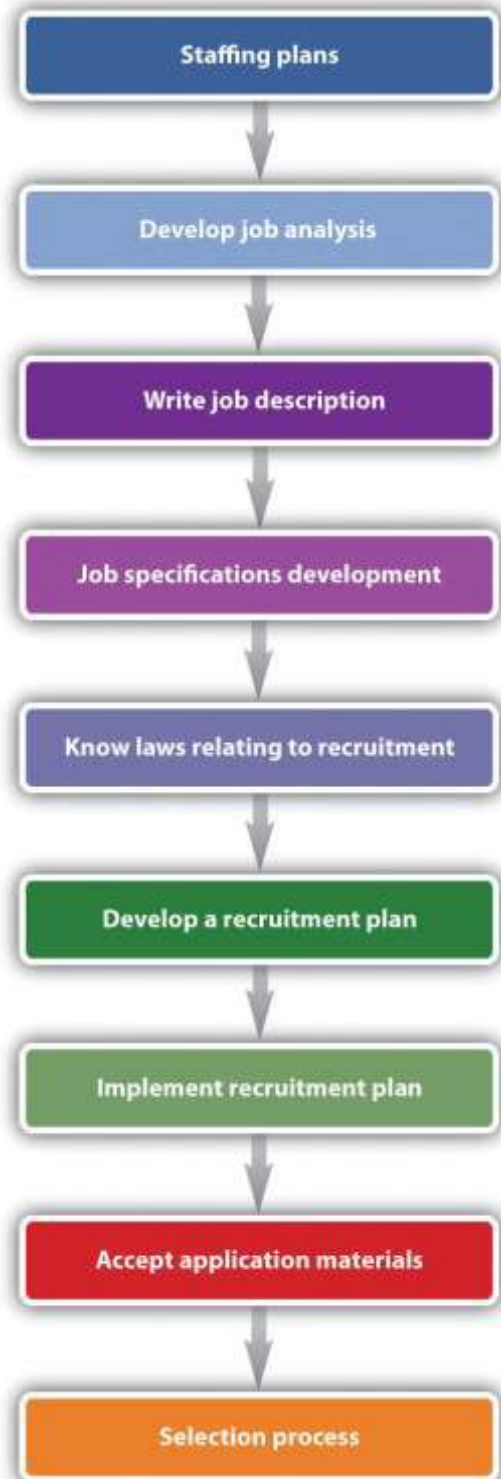 Staffing plans
Develop job analysis
Write job description
Job specifications development
Know laws relating to recruitment
Develop a recruitment plan
Implement recruitment plan
Accept application materials
Selection process